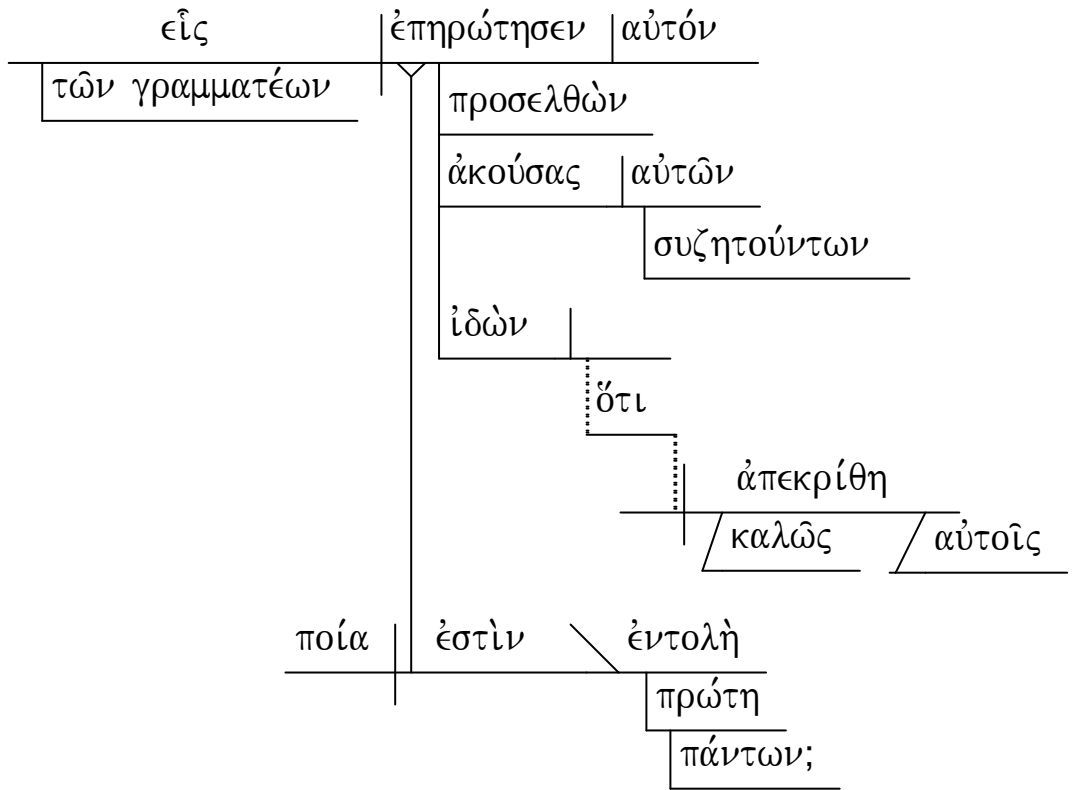 εἷς ἐπηρώτησεν αὐτόν
τῶν γραμματέων
προσελθὼν
ἀκούσας αὐτῶν
συζητούντων
ἰδὼν
ὅτι
ἀπεκρίθη
καλῶς αὐτοῖς
ποία ἐστὶν ἐντολὴ
πρώτη
πάντων;